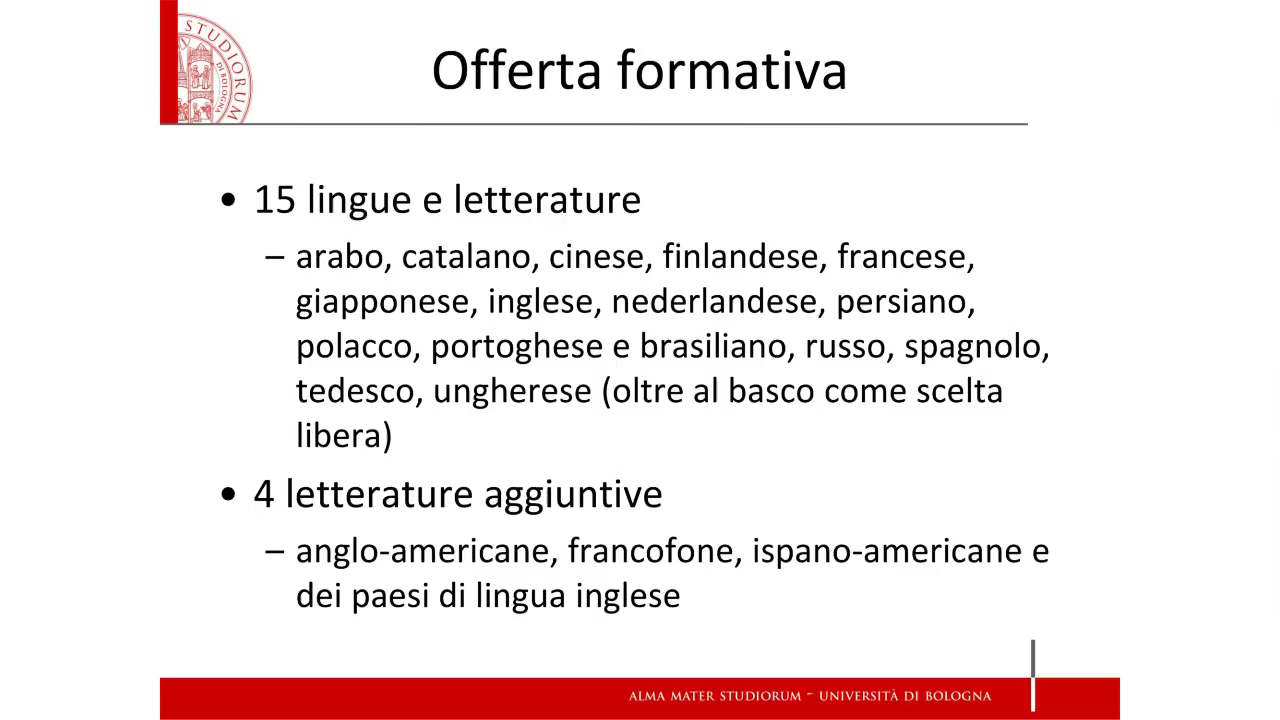 STUDIORUM
DI BOLOGNA
Offerta formativa
• 15 lingue e letterature
– arabo, catalano, cinese, finlandese, francese,
giapponese, inglese, nederlandese, persiano,
polacco, portoghese e brasiliano, russo, spagnolo,
tedesco, ungherese (oltre al basco come scelta
libera)
• 4 letterature aggiuntive
– anglo-americane, francofone, ispano-americane e
dei paesi di lingua inglese
ALMA MATER STUDIORUM ~ UNIVERSITÀ DI BOLOGNA